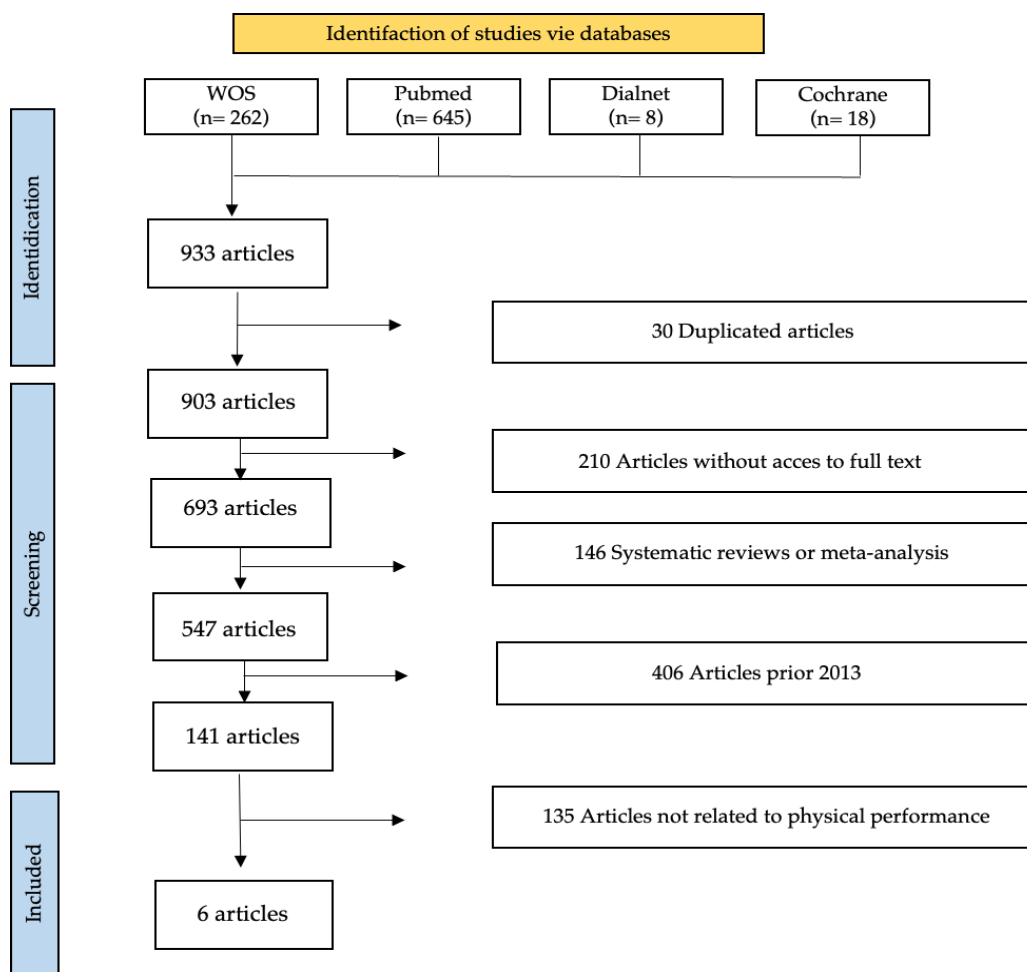 Identifaction of studies vie databases
WOS
(n= 262)
Pubmed
(n= 645)
Dialnet
(n= 8)
Cochrane
(n= 18)
Identidication
933 articles
30 Duplicated articles
903 articles
Screening
210 Articles without acces to full text
693 articles
146 Systematic reviews or meta-analysis
547 articles
406 Articles prior 2013
141 articles
Included
135 Articles not related to physical performance
6 articles